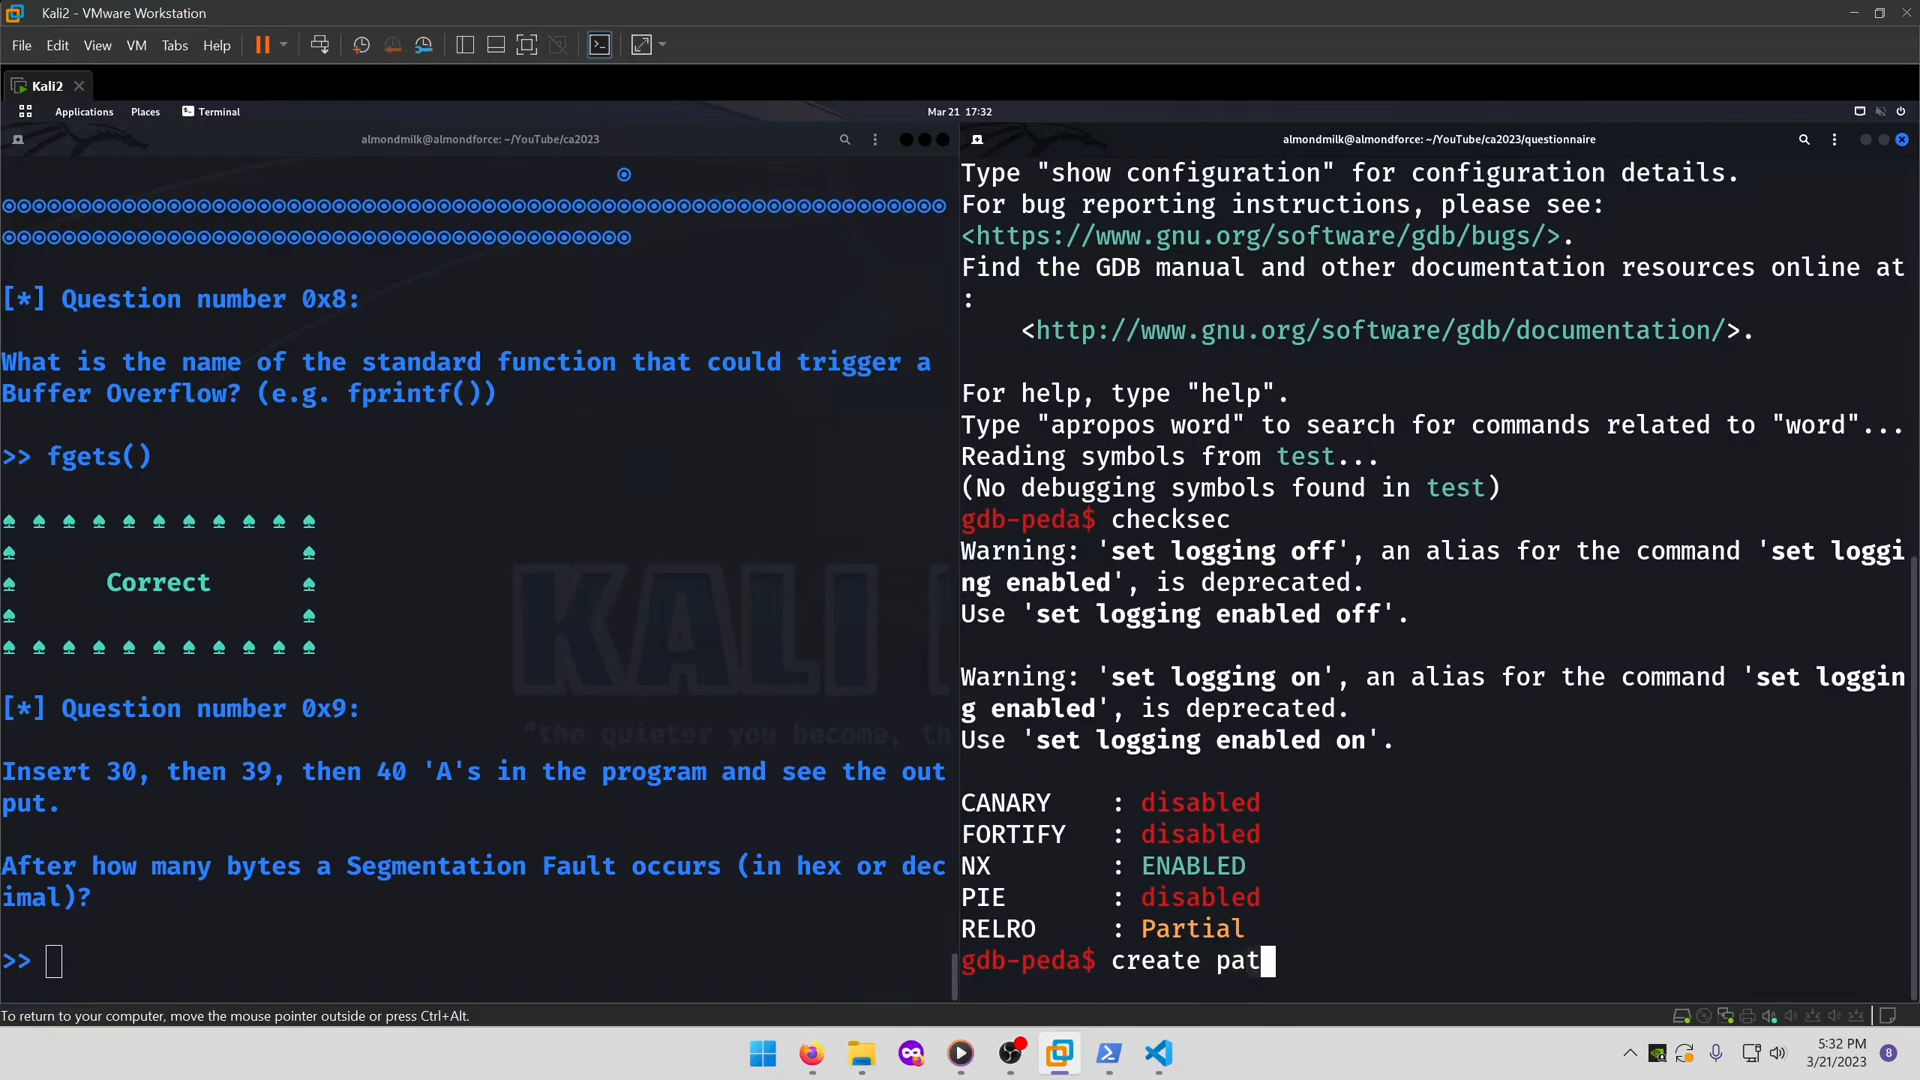 Kali2 - VMware Workstation
File Edit View VM Tabs Help
Kali2
Applications Places Terminal Mar 21 17:32
almondmilk@almondforce: ~/YouTube/ca2023
[*] Question number 0x8:
What is the name of the standard function that could trigger a
Buffer Overflow? (e.g. fprintf())
>> fgets()
Correct
[*] Question number 0x9:
Insert 30, then 39, then 40 'A's in the program and see the out
put.
After how many bytes a Segmentation Fault occurs (in hex or dec
imal)?
>>
KALI
"the quieter you become, th
almondmilk@almondforce: ~/YouTube/ca2023/questionnaire
Type "show configuration" for configuration details.
For bug reporting instructions, please see:
<https://www.gnu.org/software/gdb/bugs/>.
Find the GDB manual and other documentation resources online at
:
<http://www.gnu.org/software/gdb/documentation/>.
For help, type "help".
Type "apropos word" to search for commands related to "word"...
Reading symbols from test...
(No debugging symbols found in test)
gdb-peda$ checksec
Warning: 'set logging off', an alias for the command 'set loggi
ng enabled', is deprecated.
Use 'set logging enabled off'.
Warning: 'set logging on', an alias for the command 'set loggin
g enabled', is deprecated.
Use 'set logging enabled on'.
CANARY : disabled
FORTIFY : disabled
NX : ENABLED
PIE : disabled
RELRO : Partial
gdb-peda$ create pat
To return to your computer, move the mouse pointer outside or press Ctrl+Alt.
5:32 PM
3/21/2023
8